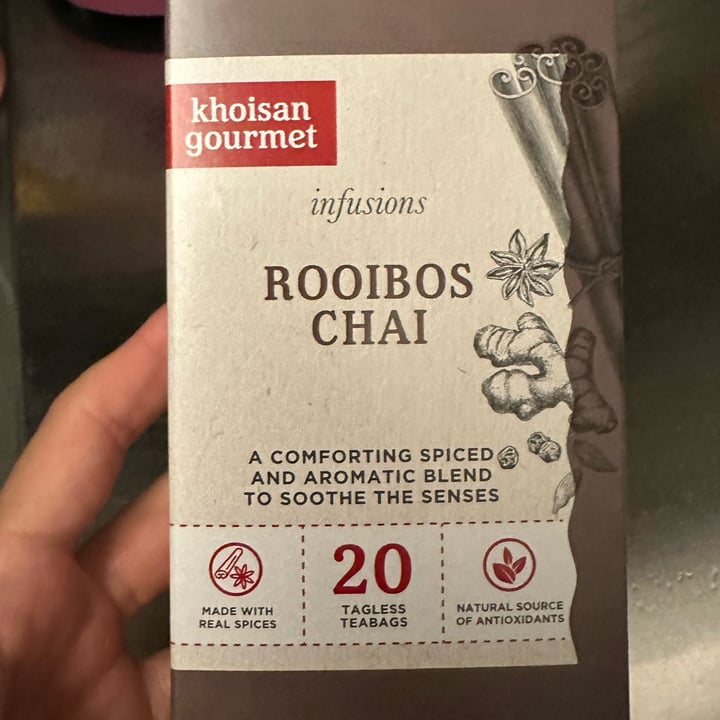 khoisan
gourmet
infusions
ROOIBOS
CHAI
A COMFORTING SPICED
AND AROMATIC BLEND
TO SOOTHE THE SENSES
MADE WITH
REAL SPICES
20
TAGLESS
TEABAGS
NATURAL SOURCE
OF ANTIOXIDANTS